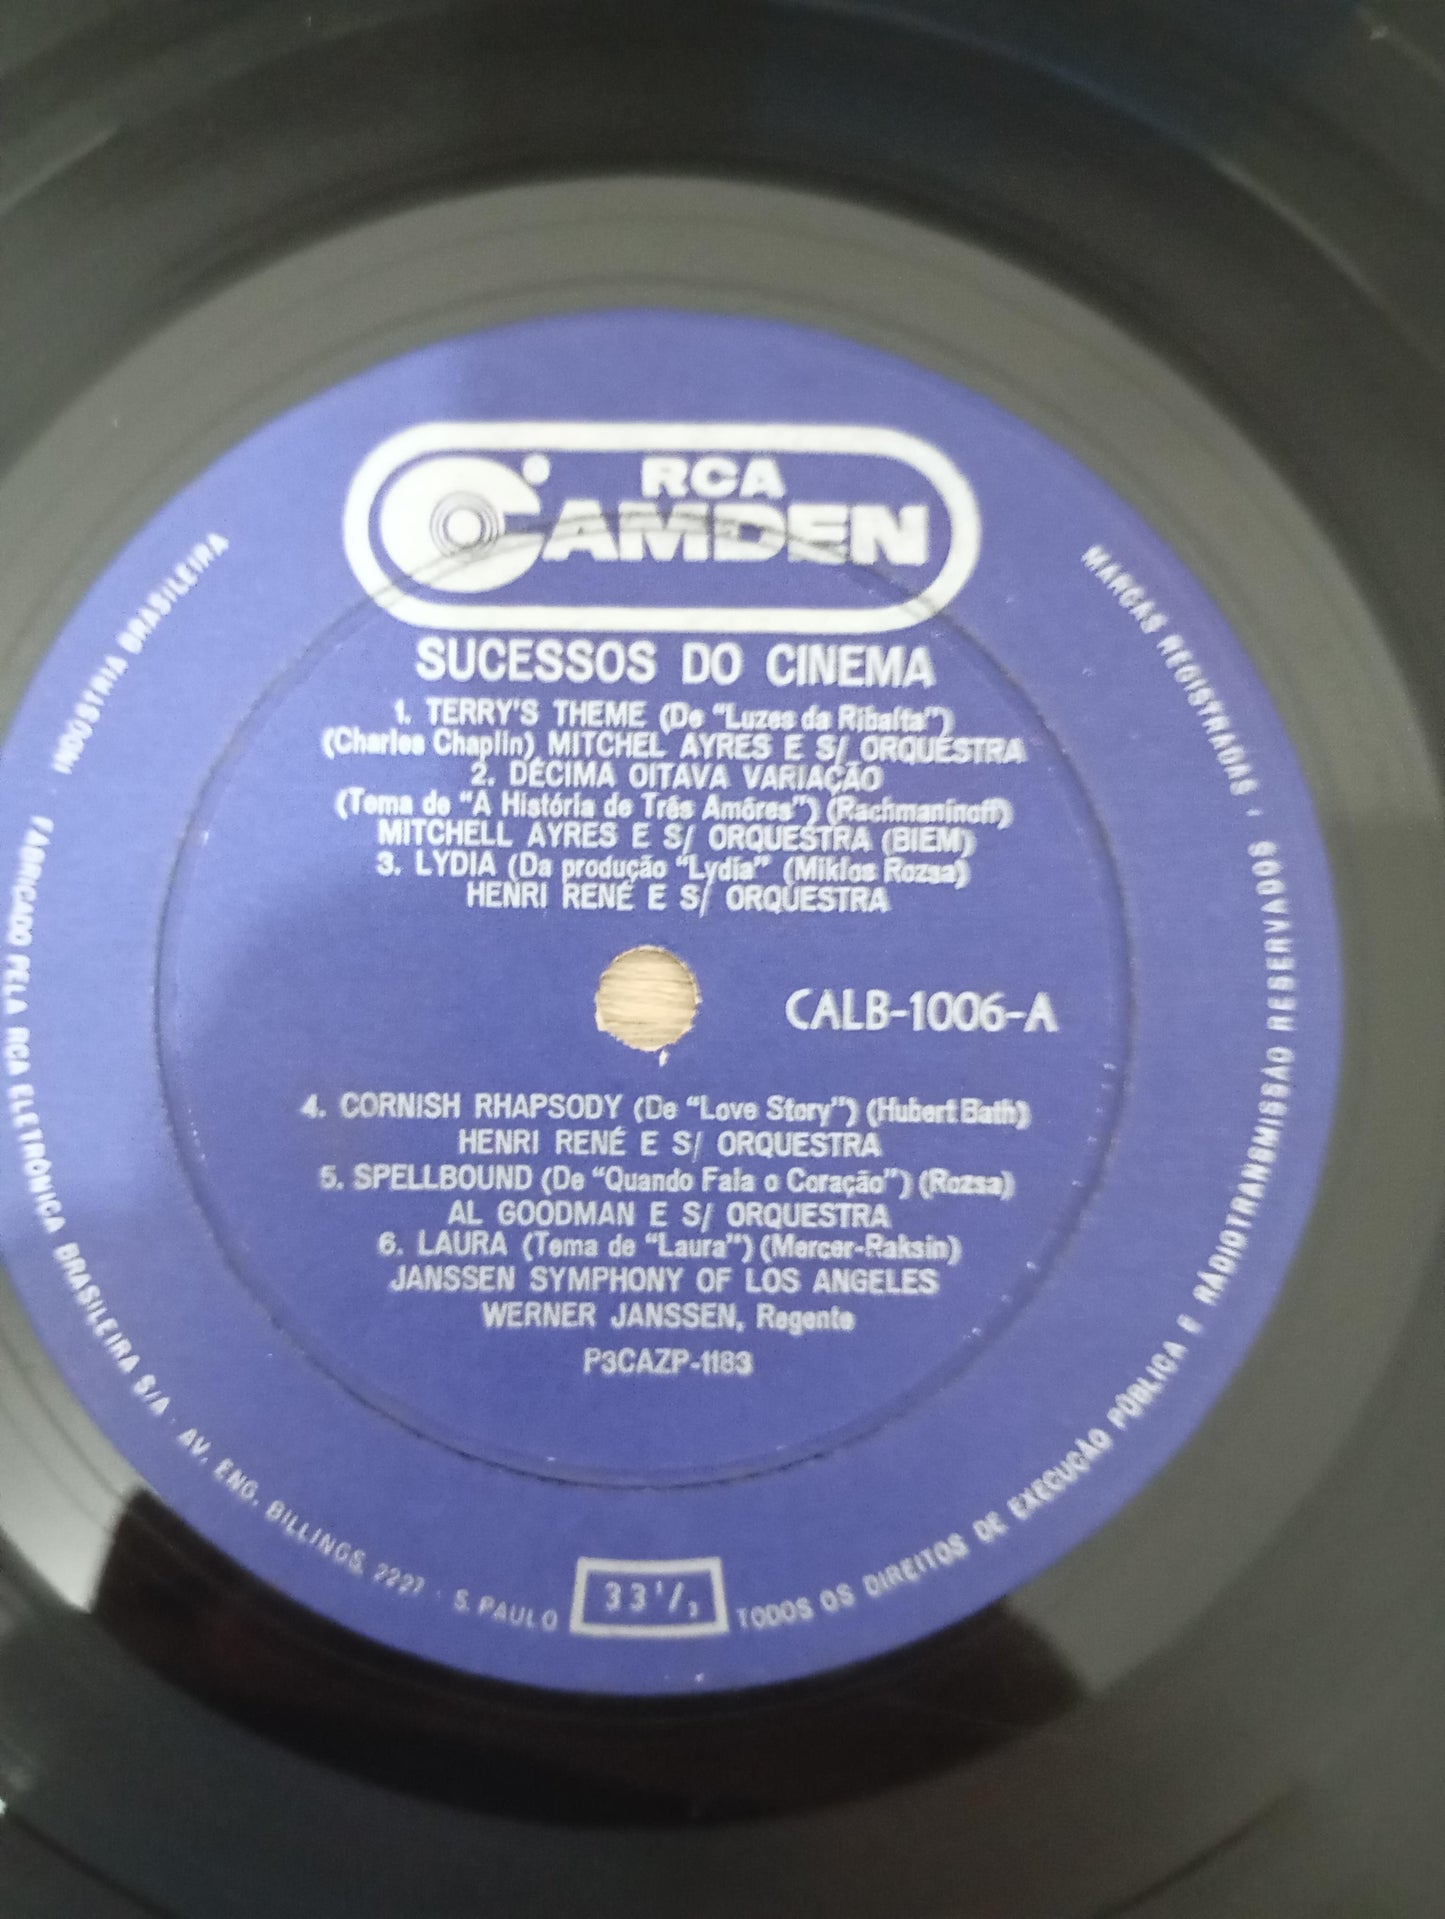 RCA
CAMDEN
SUCESSOS DO CINEMA
1. TERRY'S THEME (De "Luzes da Ribalta")
(Charles Chaplin) MITCHEL AYRES E S/ ORQUESTRA
2. DÉCIMA OITAVA VARIAÇÃO
(Tema de "A História de Três Amôres") (Rachmaninoff)
MITCHELL AYRES E S/ ORQUESTRA (BIEM)
3. LYDIA (Da produção "Lydia" (Miklos Rozsa)
HENRI RENÉ E S/ ORQUESTRA
CALB-1006-A
4. CORNISH RHAPSODY (De "Love Story") (Hubert Bath)
HENRI RENÉ E S/ ORQUESTRA
5. SPELLBOUND (De "Quando Fala o Coração") (Rozsa)
AL GOODMAN E S/ ORQUESTRA
6. LAURA (Tema de "Laura") (Mercer-Raksin)
JANSSEN SYMPHONY OF LOS ANGELES
WERNER JANSSEN, Regente
P3CAZP-1183
33 1/3
INDÚSTRIA BRASILEIRA
FABRICADO PELA RCA ELETRÔNICA BRASILEIRA S/A · AV. ENG. BILLINGS, 2227 · S. PAULO
TODOS OS DIREITOS DE EXECUÇÃO PÚBLICA E RÁDIOTRANSMISSÃO RESERVADOS · MARCAS REGISTRADAS